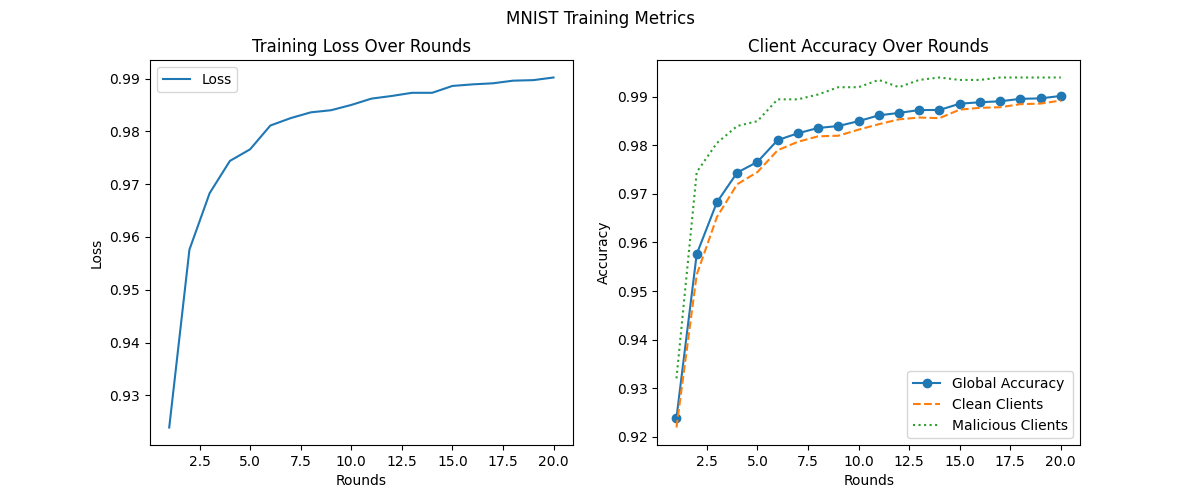 MNIST Training Metrics
Training Loss Over Rounds
Loss
0.99
0.98
0.97
0.96
0.95
0.94
0.93
Loss
2.5 5.0 7.5 10.0 12.5 15.0 17.5 20.0
Rounds
Client Accuracy Over Rounds
0.99
0.98
0.97
0.96
0.95
0.94
0.93
0.92
Accuracy
Global Accuracy
Clean Clients
Malicious Clients
2.5 5.0 7.5 10.0 12.5 15.0 17.5 20.0
Rounds